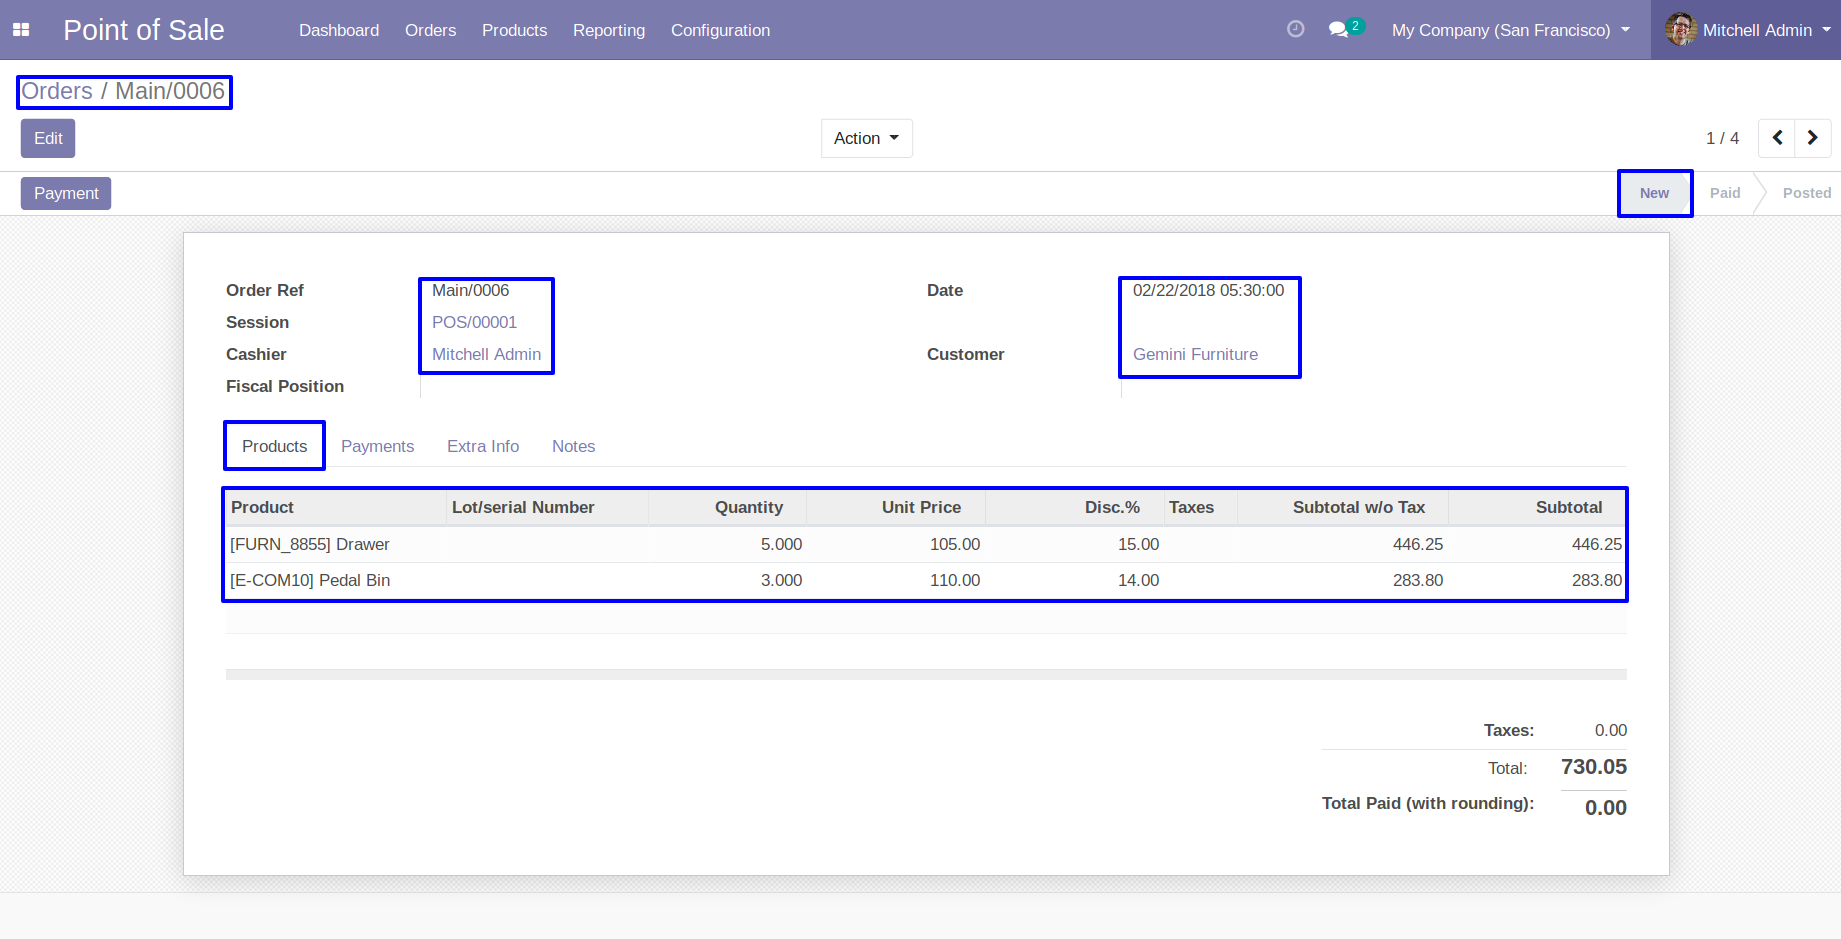 Point of Sale Dashboard Orders Products Reporting Configuration 2 My Company (San Francisco) Mitchell Admin
Orders / Main/0006
Edit Action 1 / 4
Payment New Paid Posted
Order Ref Main/0006 Date 02/22/2018 05:30:00
Session POS/00001
Cashier Mitchell Admin Customer Gemini Furniture
Fiscal Position
Products Payments Extra Info Notes
Product Lot/serial Number Quantity Unit Price Disc.% Taxes Subtotal w/o Tax Subtotal
[FURN_8855] Drawer 5.000 105.00 15.00 446.25 446.25
[E-COM10] Pedal Bin 3.000 110.00 14.00 283.80 283.80
Taxes: 0.00
Total: 730.05
Total Paid (with rounding): 0.00